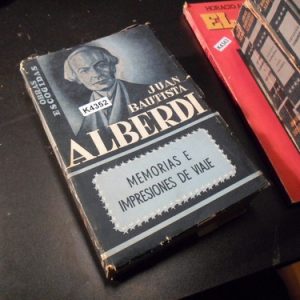 OBRAS
ESCOGIDAS
K4352
JUAN
BAUTISTA
ALBERDI
MEMORIAS E
IMPRESIONES DE VIAJE
HORACIO